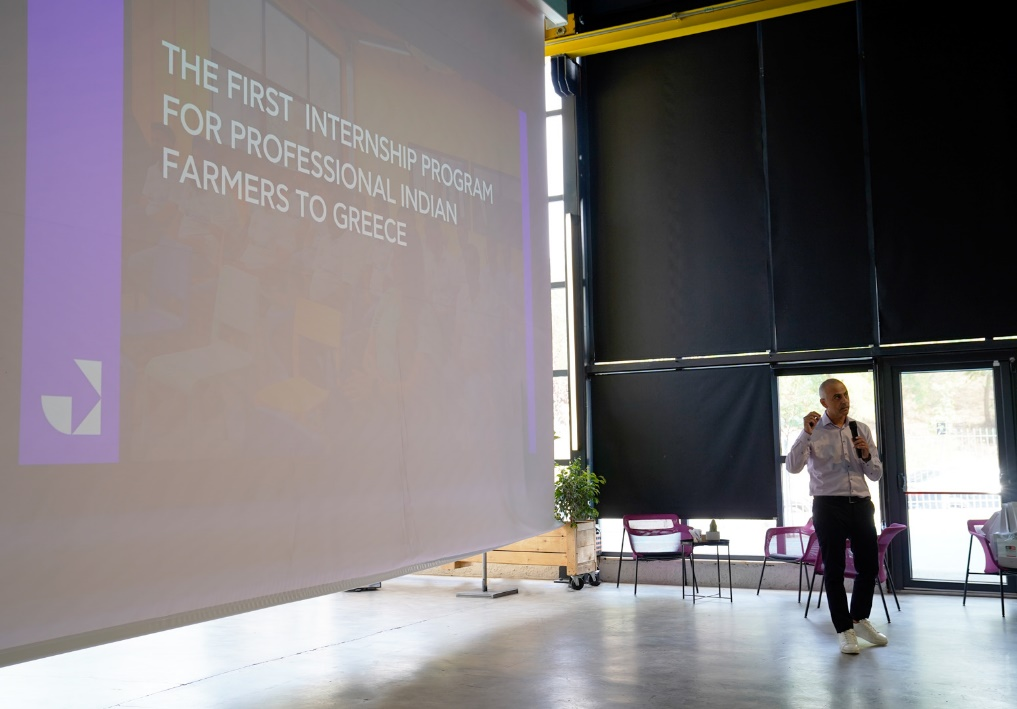 THE FIRST INTERNSHIP PROGRAM
FOR PROFESSIONAL INDIAN
FARMERS TO GREECE